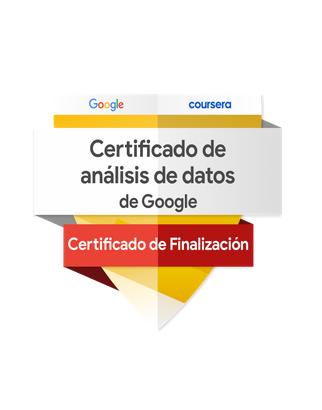 Google coursera
Certificado de
análisis de datos
de Google
Certificado de Finalización